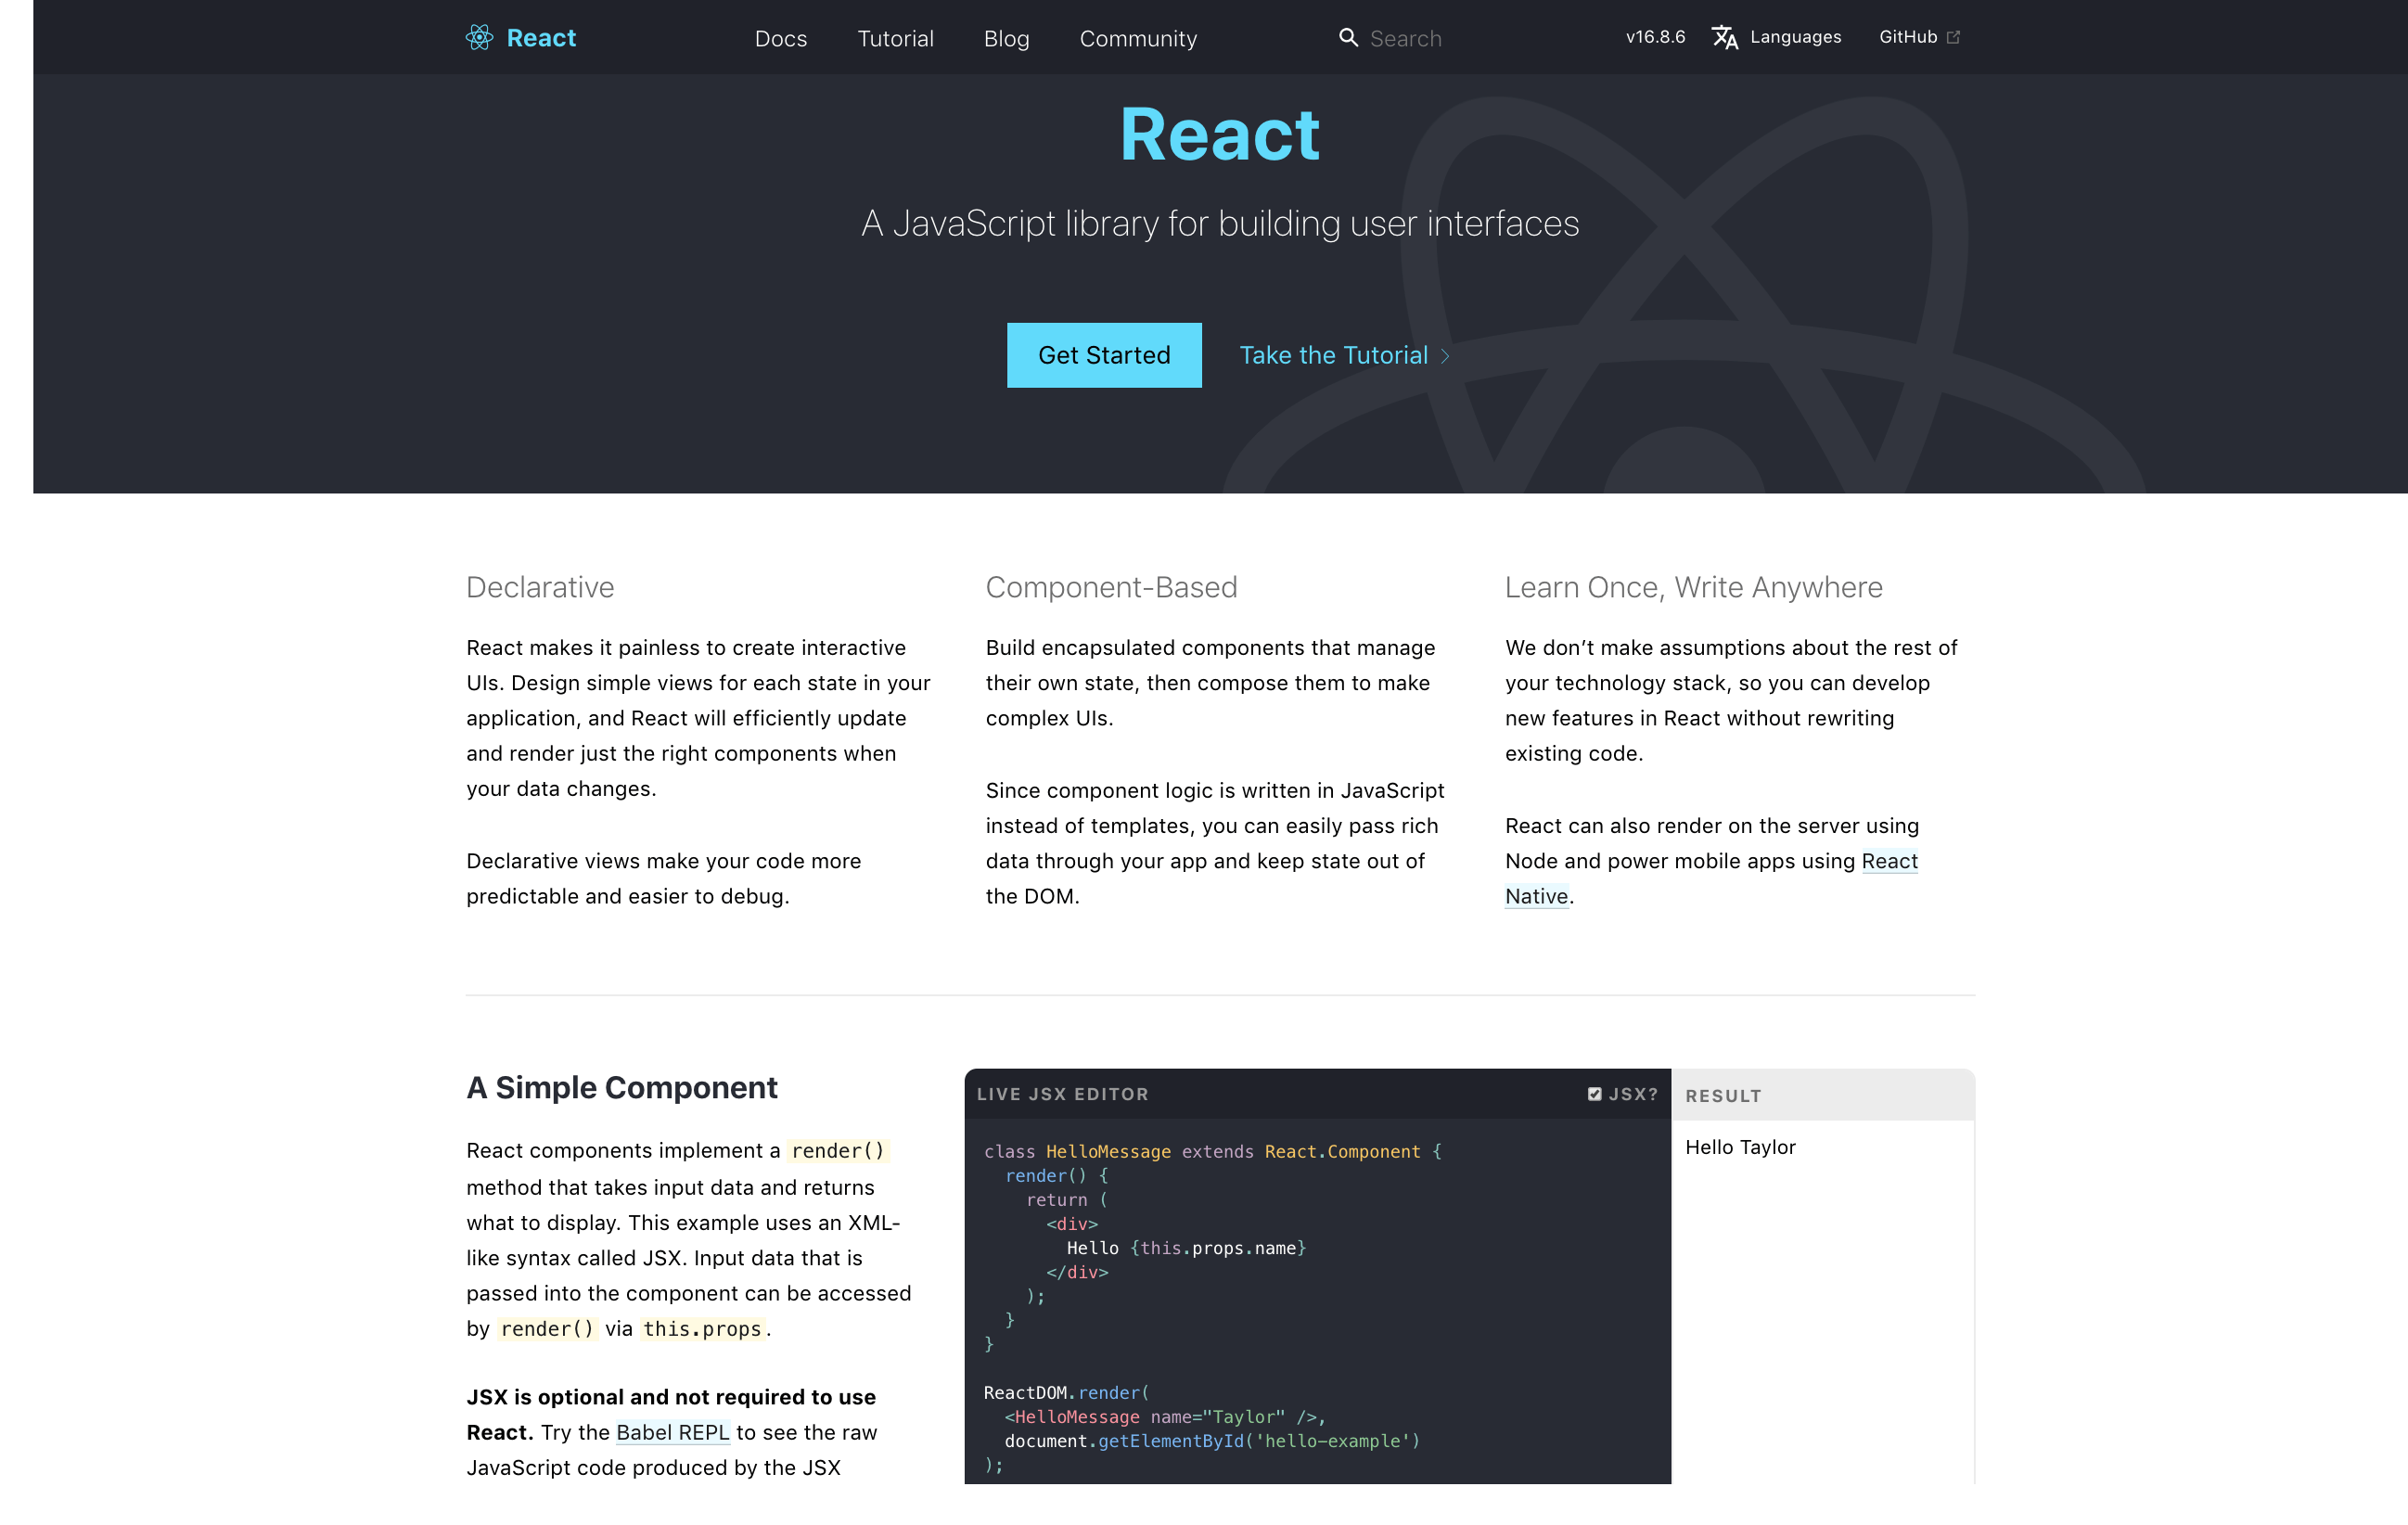 React Docs Tutorial Blog Community Search v16.8.6 Languages GitHub
React
A JavaScript library for building user interfaces
Get Started Take the Tutorial
Declarative
React makes it painless to create interactive
UIs. Design simple views for each state in your
application, and React will efficiently update
and render just the right components when
your data changes.
Declarative views make your code more
predictable and easier to debug.
Component-Based
Build encapsulated components that manage
their own state, then compose them to make
complex UIs.
Since component logic is written in JavaScript
instead of templates, you can easily pass rich
data through your app and keep state out of
the DOM.
Learn Once, Write Anywhere
We don’t make assumptions about the rest of
your technology stack, so you can develop
new features in React without rewriting
existing code.
React can also render on the server using
Node and power mobile apps using React
Native.
A Simple Component
React components implement a render()
method that takes input data and returns
what to display. This example uses an XML-
like syntax called JSX. Input data that is
passed into the component can be accessed
by render() via this.props.
JSX is optional and not required to use
React. Try the Babel REPL to see the raw
JavaScript code produced by the JSX
LIVE JSX EDITOR JSX?
class HelloMessage extends React.Component {
  render() {
    return (
      <div>
        Hello {this.props.name}
      </div>
    );
  }
}
ReactDOM.render(
  <HelloMessage name="Taylor" />,
  document.getElementById('hello-example')
);
RESULT
Hello Taylor